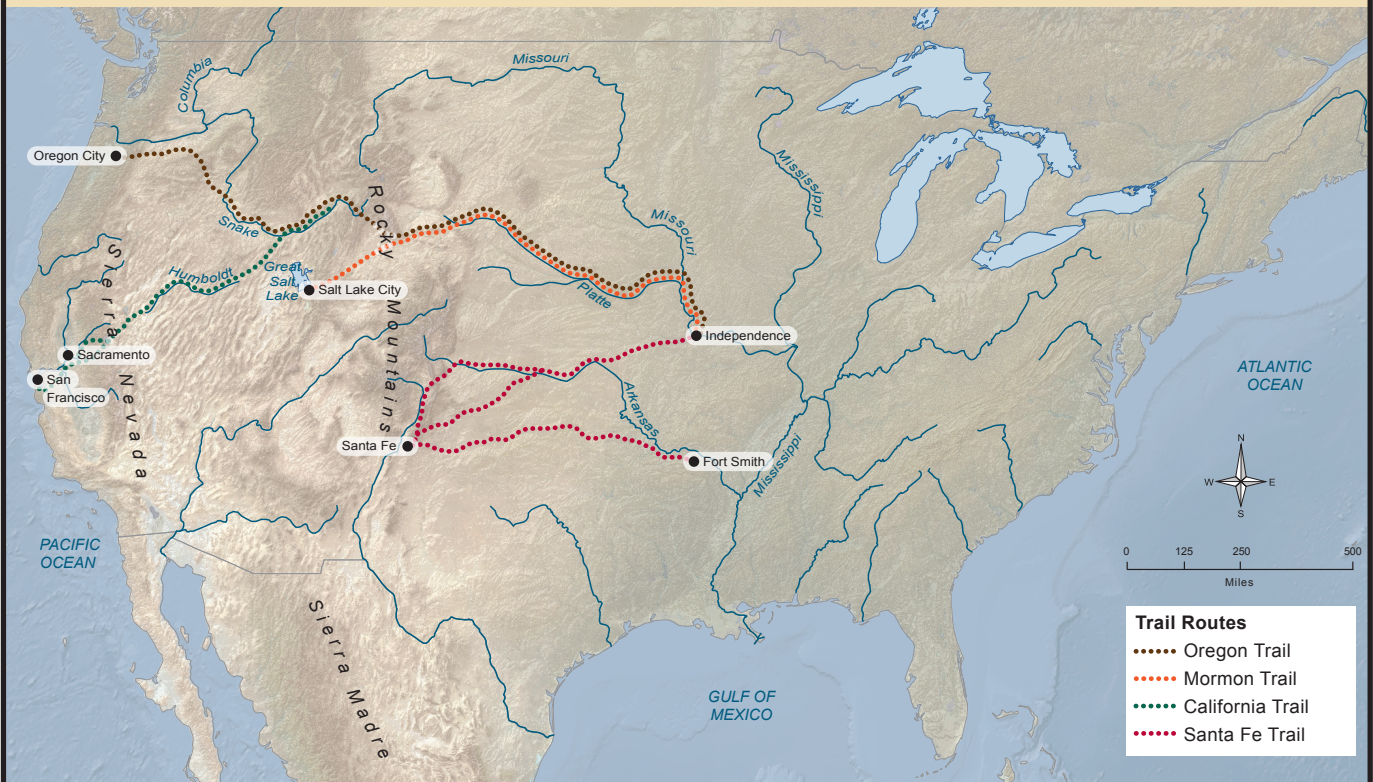 Columbia
Missouri
Oregon City
Mississippi
Rocky
Snake
Missouri
Sierra
Humboldt
Great
Salt
Lake
Salt Lake City
Platte
Mountains
Independence
Sacramento
San
Francisco
Nevada
ATLANTIC
OCEAN
Arkansas
Santa Fe
Fort Smith
Mississippi
N
W
E
S
PACIFIC
OCEAN
0 125 250 500
Miles
Sierra Madre
Trail Routes
Oregon Trail
Mormon Trail
California Trail
Santa Fe Trail
GULF OF
MEXICO